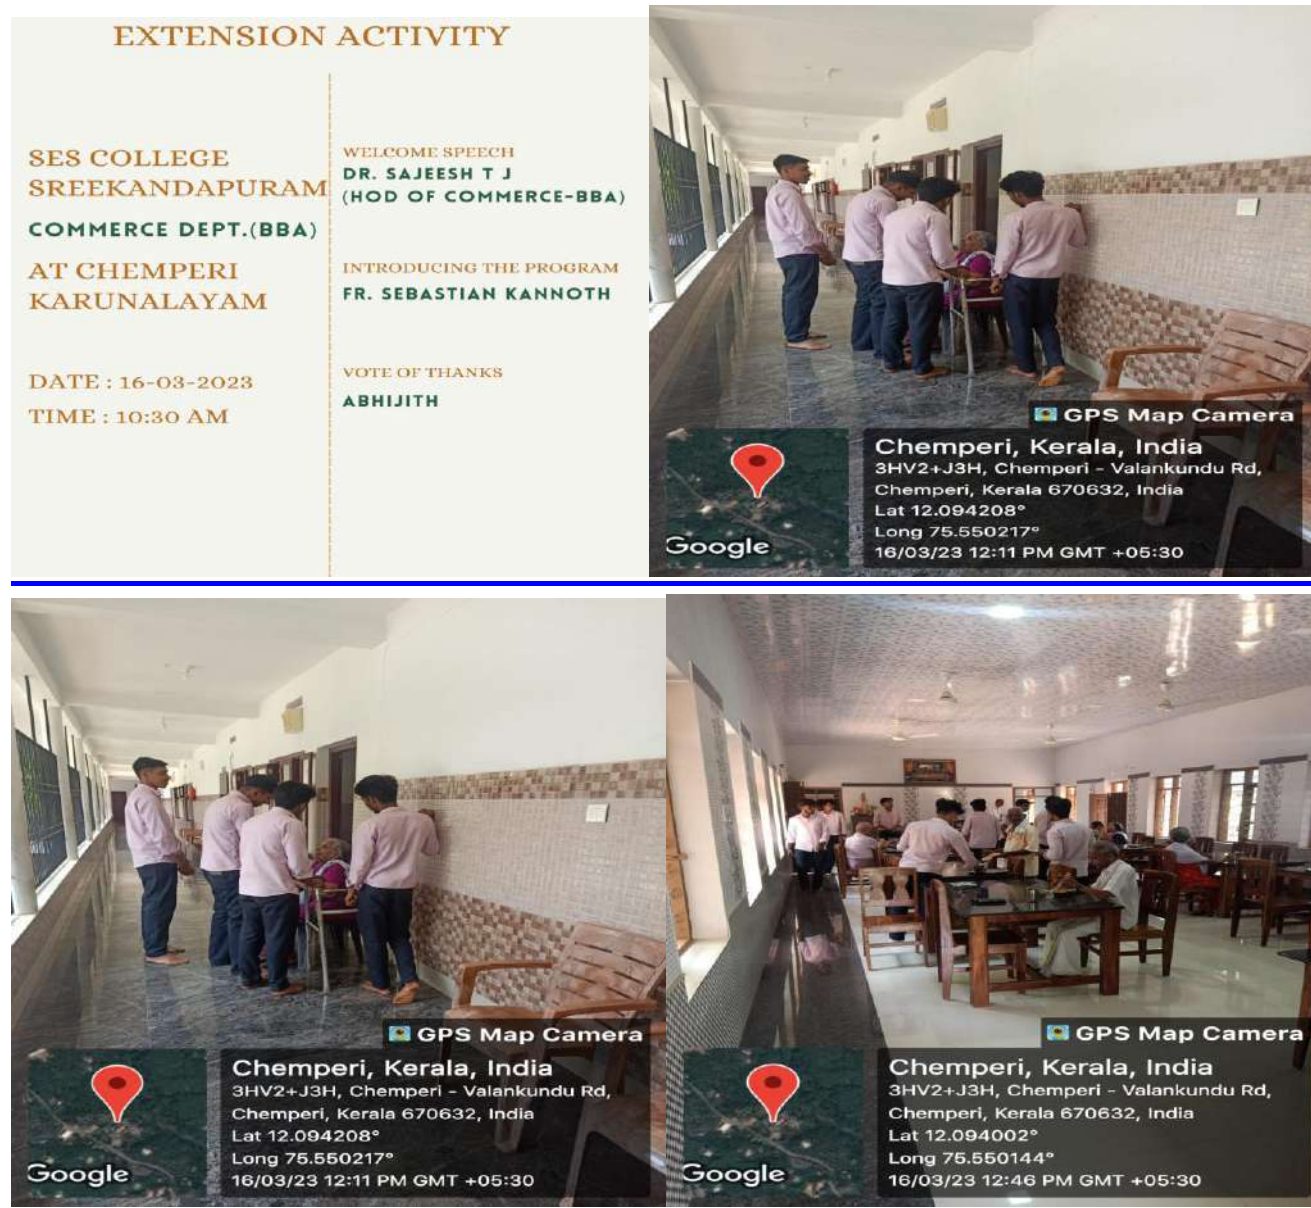 EXTENSION ACTIVITY
SES COLLEGE
SREEKANDAPURAM
COMMERCE DEPT.(BBA)
AT CHEMPERI
KARUNALAYAM
DATE : 16-03-2023
TIME : 10:30 AM
WELCOME SPEECH
DR. SAJEESH T J
(HOD OF COMMERCE-BBA)
INTRODUCING THE PROGRAM
FR. SEBASTIAN KANNOTH
VOTE OF THANKS
ABHIJITH
GPS Map Camera
Chemperi, Kerala, India
3HV2+J3H, Chemperi - Valankundu Rd,
Chemperi, Kerala 670632, India
Lat 12.094208°
Long 75.550217°
16/03/23 12:11 PM GMT +05:30
Google
GPS Map Camera
Chemperi, Kerala, India
3HV2+J3H, Chemperi - Valankundu Rd,
Chemperi, Kerala 670632, India
Lat 12.094208°
Long 75.550217°
16/03/23 12:11 PM GMT +05:30
Google
GPS Map Camera
Chemperi, Kerala, India
3HV2+J3H, Chemperi - Valankundu Rd,
Chemperi, Kerala 670632, India
Lat 12.094002°
Long 75.550144°
16/03/23 12:46 PM GMT +05:30
Google